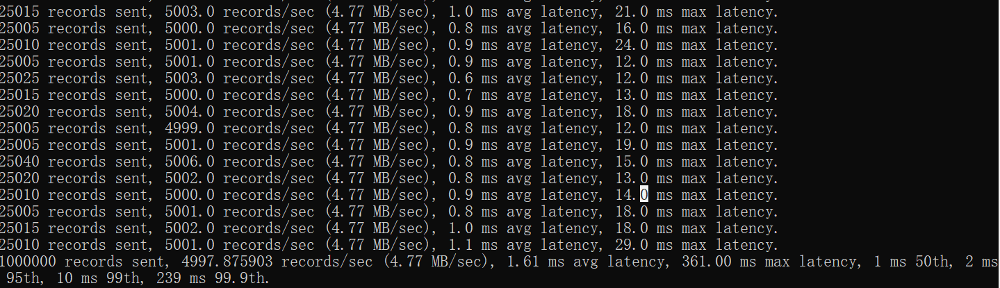 25015 records sent, 5003.0 records/sec (4.77 MB/sec), 1.0 ms avg latency, 21.0 ms max latency.
25005 records sent, 5000.0 records/sec (4.77 MB/sec), 0.8 ms avg latency, 16.0 ms max latency.
25010 records sent, 5001.0 records/sec (4.77 MB/sec), 0.9 ms avg latency, 24.0 ms max latency.
25005 records sent, 5001.0 records/sec (4.77 MB/sec), 0.9 ms avg latency, 12.0 ms max latency.
25025 records sent, 5003.0 records/sec (4.77 MB/sec), 0.6 ms avg latency, 12.0 ms max latency.
25015 records sent, 5000.0 records/sec (4.77 MB/sec), 0.7 ms avg latency, 13.0 ms max latency.
25020 records sent, 5004.0 records/sec (4.77 MB/sec), 0.9 ms avg latency, 18.0 ms max latency.
25005 records sent, 4999.0 records/sec (4.77 MB/sec), 0.8 ms avg latency, 12.0 ms max latency.
25005 records sent, 5001.0 records/sec (4.77 MB/sec), 0.9 ms avg latency, 19.0 ms max latency.
25040 records sent, 5006.0 records/sec (4.77 MB/sec), 0.8 ms avg latency, 15.0 ms max latency.
25020 records sent, 5002.0 records/sec (4.77 MB/sec), 0.8 ms avg latency, 13.0 ms max latency.
25010 records sent, 5000.0 records/sec (4.77 MB/sec), 0.9 ms avg latency, 14.0 ms max latency.
25005 records sent, 5001.0 records/sec (4.77 MB/sec), 0.8 ms avg latency, 18.0 ms max latency.
25015 records sent, 5002.0 records/sec (4.77 MB/sec), 1.0 ms avg latency, 18.0 ms max latency.
25010 records sent, 5001.0 records/sec (4.77 MB/sec), 1.1 ms avg latency, 29.0 ms max latency.
1000000 records sent, 4997.875903 records/sec (4.77 MB/sec), 1.61 ms avg latency, 361.00 ms max latency, 1 ms 50th, 2 ms
95th, 10 ms 99th, 239 ms 99.9th.